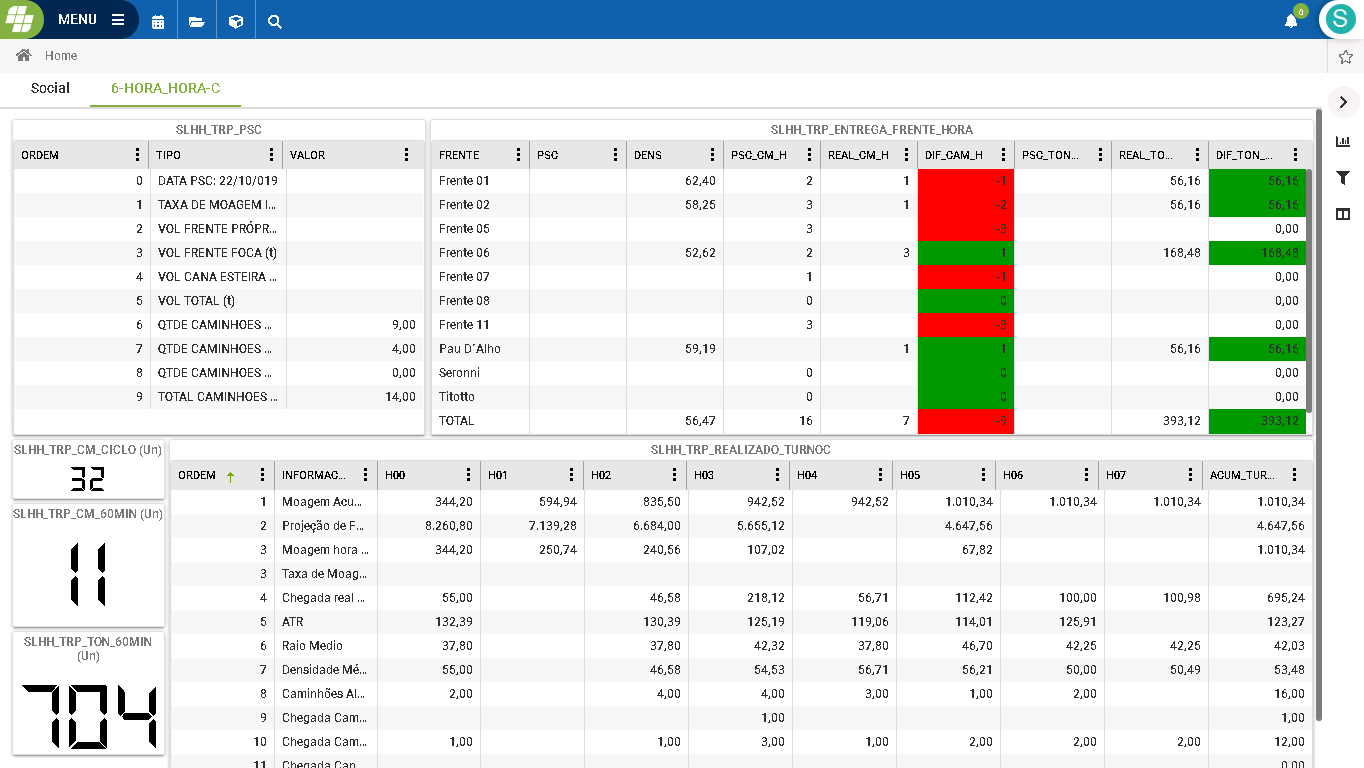 MENU
0
S
Home
Social 6-HORA_HORA-C
SLHH_TRP_PSC
ORDEM TIPO VALOR
0 DATA PSC: 22/10/019
1 TAXA DE MOAGEM I...
2 VOL FRENTE PRÓPR...
3 VOL FRENTE FOCA (t)
4 VOL CANA ESTEIRA ...
5 VOL TOTAL (t)
6 QTDE CAMINHOES ... 9,00
7 QTDE CAMINHOES ... 4,00
8 QTDE CAMINHOES ... 0,00
9 TOTAL CAMINHOES ... 14,00
SLHH_TRP_ENTREGA_FRENTE_HORA
FRENTE PSC DENS PSC_CM_H REAL_CM_H DIF_CAM_H PSC_TON... REAL_TO... DIF_TON_...
Frente 01 62,40 2 1 -1 56,16 56,16
Frente 02 58,25 3 1 -2 56,16 56,16
Frente 05 3 -3 0,00
Frente 06 52,62 2 3 1 168,48 168,48
Frente 07 1 -1 0,00
Frente 08 0 0 0,00
Frente 11 3 -3 0,00
Pau D´Alho 59,19 1 1 56,16 56,16
Seronni 0 0 0,00
Titotto 0 0 0,00
TOTAL 56,47 16 7 -9 393,12 393,12
SLHH_TRP_CM_CICLO (Un)
32
SLHH_TRP_CM_60MIN (Un)
11
SLHH_TRP_TON_60MIN
(Un)
704
SLHH_TRP_REALIZADO_TURNOC
ORDEM INFORMAC... H00 H01 H02 H03 H04 H05 H06 H07 ACUM_TUR...
1 Moagem Acu... 344,20 594,94 835,50 942,52 942,52 1.010,34 1.010,34 1.010,34 1.010,34
2 Projeção de F... 8.260,80 7.139,28 6.684,00 5.655,12 4.647,56 4.647,56
3 Moagem hora ... 344,20 250,74 240,56 107,02 67,82 1.010,34
3 Taxa de Moag...
4 Chegada real ... 55,00 46,58 218,12 56,71 112,42 100,00 100,98 695,24
5 ATR 132,39 130,39 125,19 119,06 114,01 125,91 123,27
6 Raio Medio 37,80 37,80 42,32 37,80 46,70 42,25 42,25 42,03
7 Densidade Mé... 55,00 46,58 54,53 56,71 56,21 50,00 50,49 53,48
8 Caminhões Al... 2,00 4,00 4,00 3,00 1,00 2,00 16,00
9 Chegada Cam... 1,00 1,00
10 Chegada Cam... 1,00 1,00 3,00 1,00 2,00 2,00 2,00 12,00
11 Chegada Can... 0,00